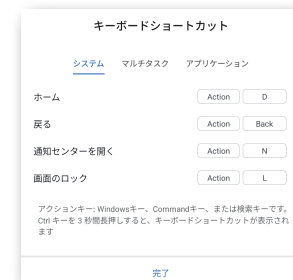 キーボードショートカット
システム マルチタスク アプリケーション
ホーム Action D
戻る Action Back
通知センターを開く Action N
画面のロック Action L
アクションキー: Windowsキー、Commandキー、または検索キーです。
Ctrl キーを 3 秒間長押しすると、キーボードショートカットが表示され
ます
完了